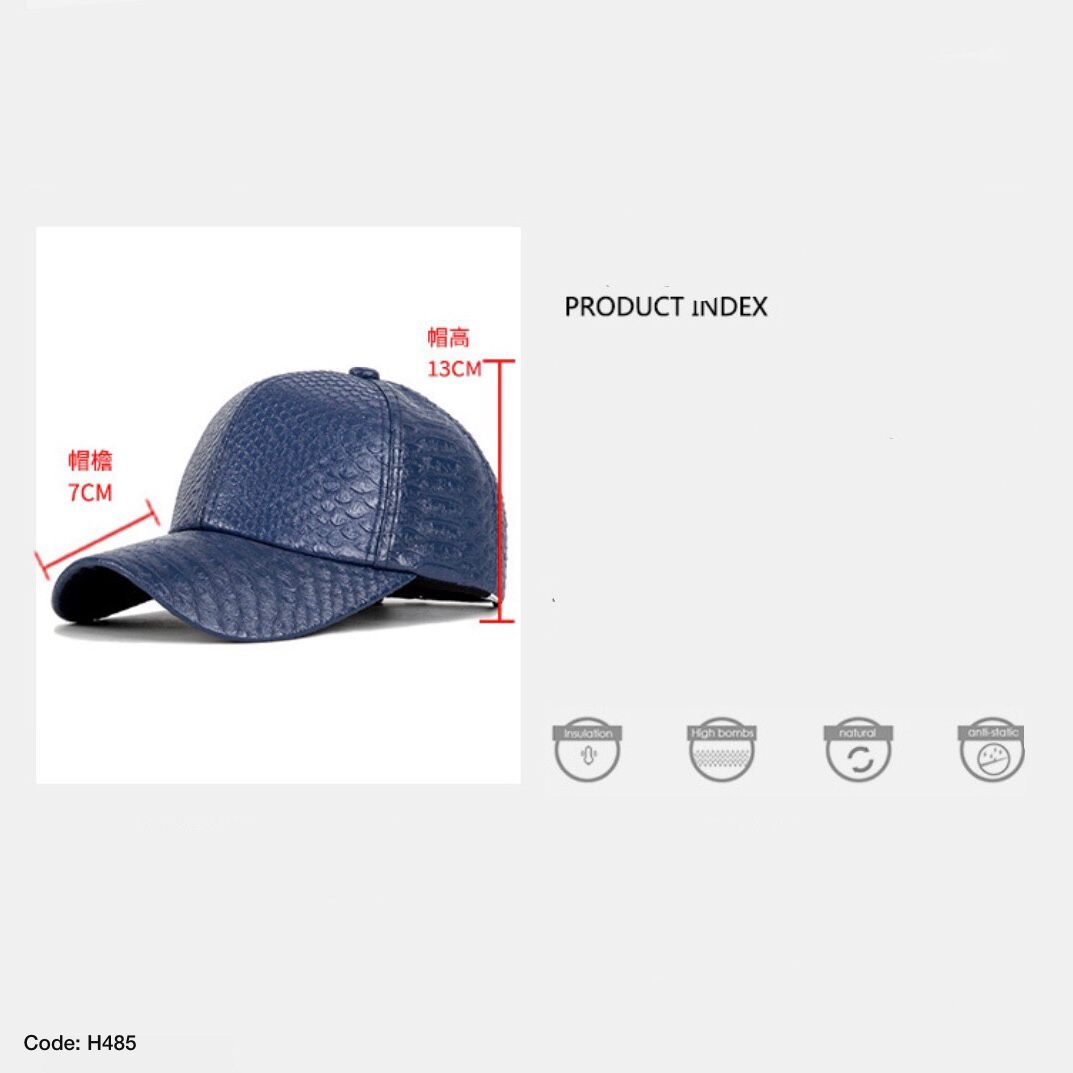 PRODUCT INDEX
帽高
13CM
帽檐
7CM
Insulation
High bombs
natural
anti-static
Code: H485